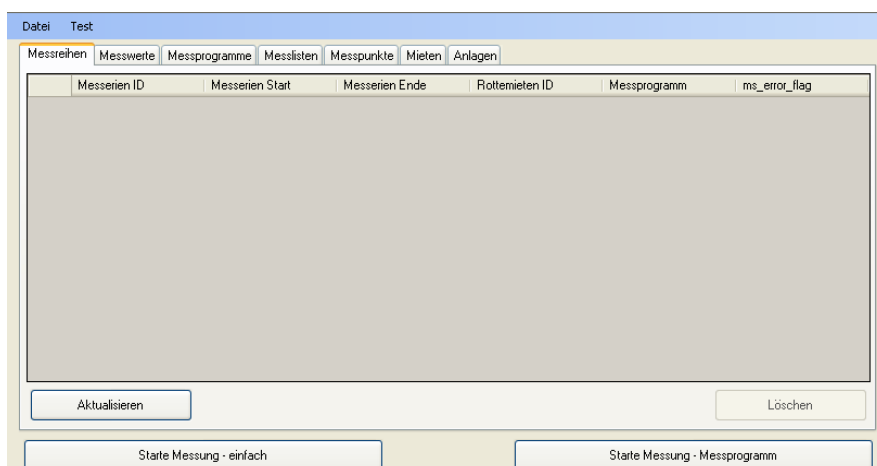 Datei Test
Messreihen Messwerte Messprogramme Messlisten Messpunkte Mieten Anlagen
Messerien ID Messerien Start Messerien Ende Rottemieten ID Messprogramm ms_error_flag
Aktualisieren Löschen
Starte Messung - einfach Starte Messung - Messprogramm